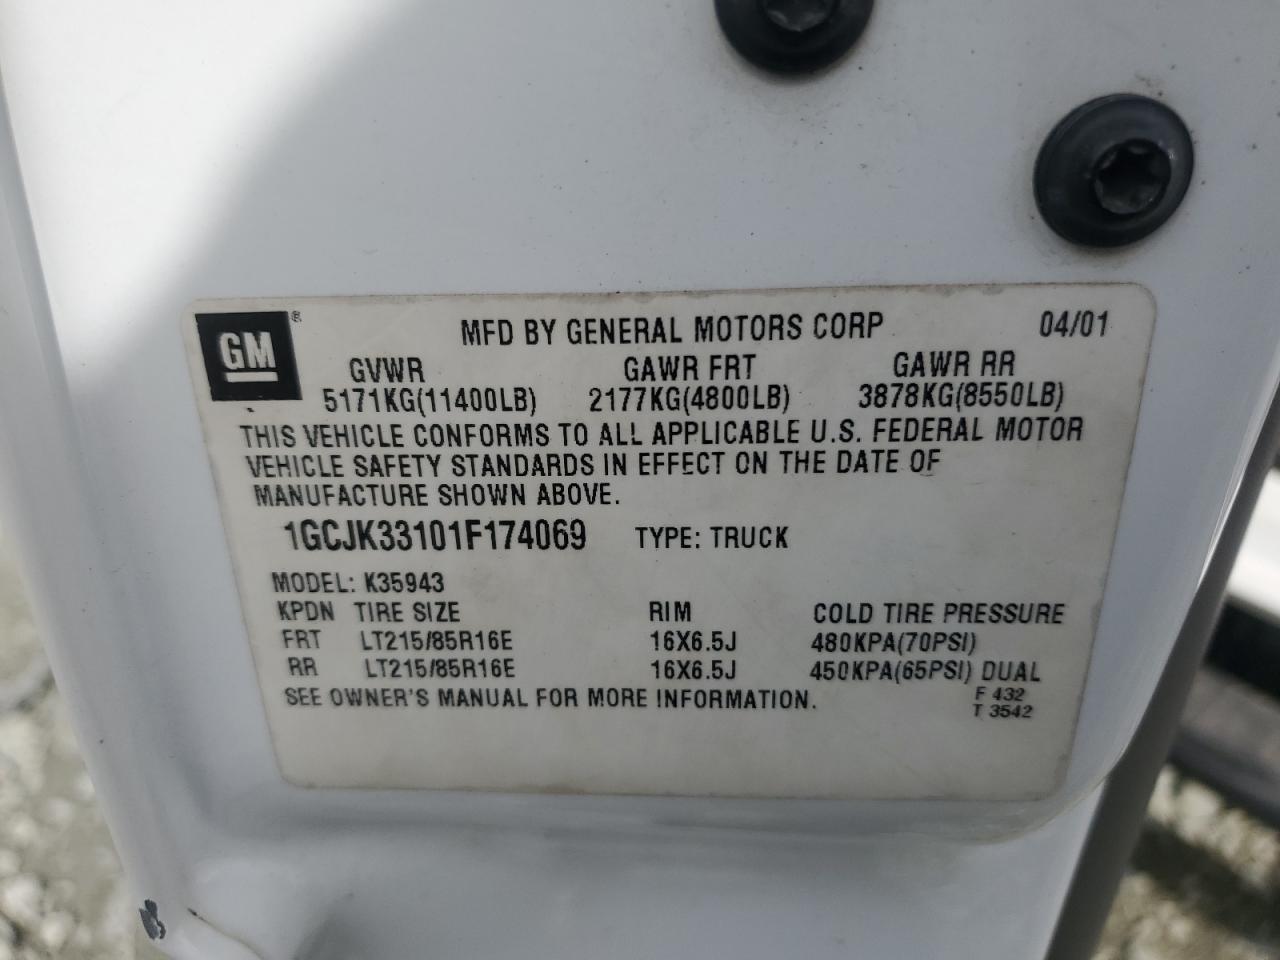 GM ® MFD BY GENERAL MOTORS CORP 04/01
GVWR GAWR FRT GAWR RR
5171KG(11400LB) 2177KG(4800LB) 3878KG(8550LB)
THIS VEHICLE CONFORMS TO ALL APPLICABLE U.S. FEDERAL MOTOR
VEHICLE SAFETY STANDARDS IN EFFECT ON THE DATE OF
MANUFACTURE SHOWN ABOVE.
1GCJK33101F174069 TYPE: TRUCK
MODEL: K35943
KPDN TIRE SIZE RIM COLD TIRE PRESSURE
FRT LT215/85R16E 16X6.5J 480KPA(70PSI)
RR LT215/85R16E 16X6.5J 450KPA(65PSI) DUAL
SEE OWNER'S MANUAL FOR MORE INFORMATION.
F 432
T 3542